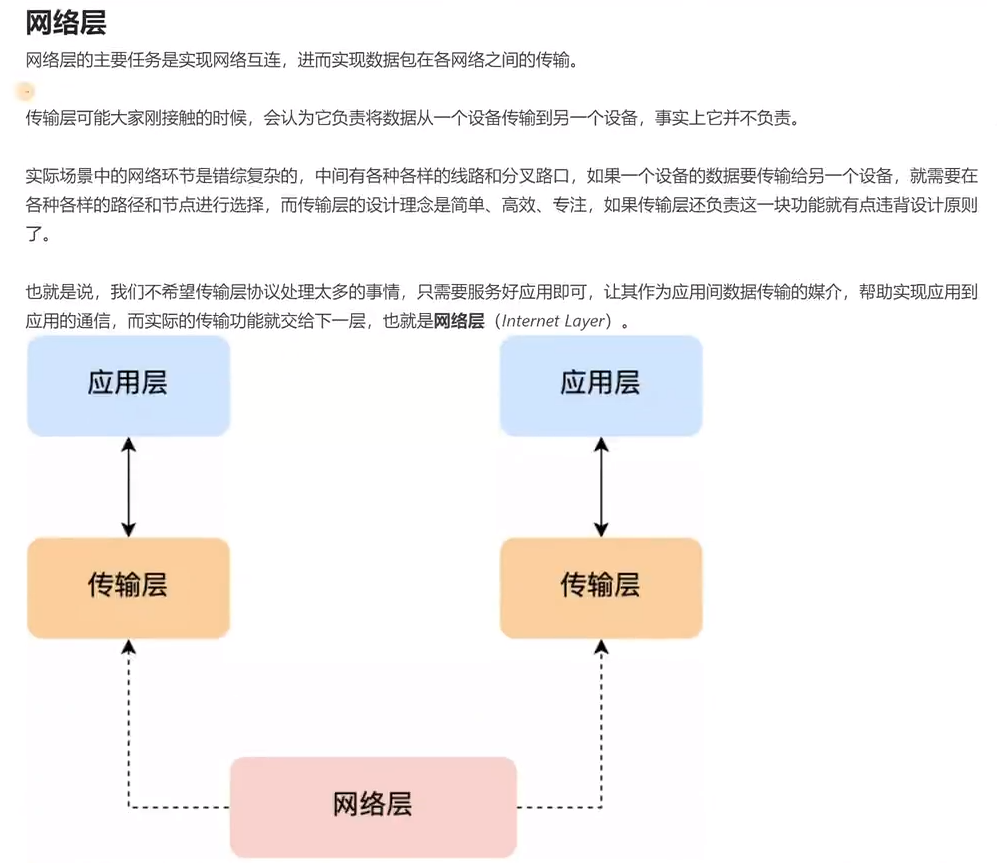 网络层
网络层的主要任务是实现网络互连，进而实现数据包在各网络之间的传输。
传输层可能大家刚接触的时候，会认为它负责将数据从一个设备传输到另一个设备，事实上它并不负责。
实际场景中的网络环节是错综复杂的，中间有各种各样的线路和分叉路口，如果一个设备的数据要传输给另一个设备，就需要在
各种各样的路径和节点进行选择，而传输层的设计理念是简单、高效、专注，如果传输层还负责这一块功能就有点违背设计原则
了。
也就是说，我们不希望传输层协议处理太多的事情，只需要服务好应用即可，让其作为应用间数据传输的媒介，帮助实现应用到
应用的通信，而实际的传输功能就交给下一层，也就是网络层（Internet Layer）。
应用层 应用层
传输层 传输层
网络层